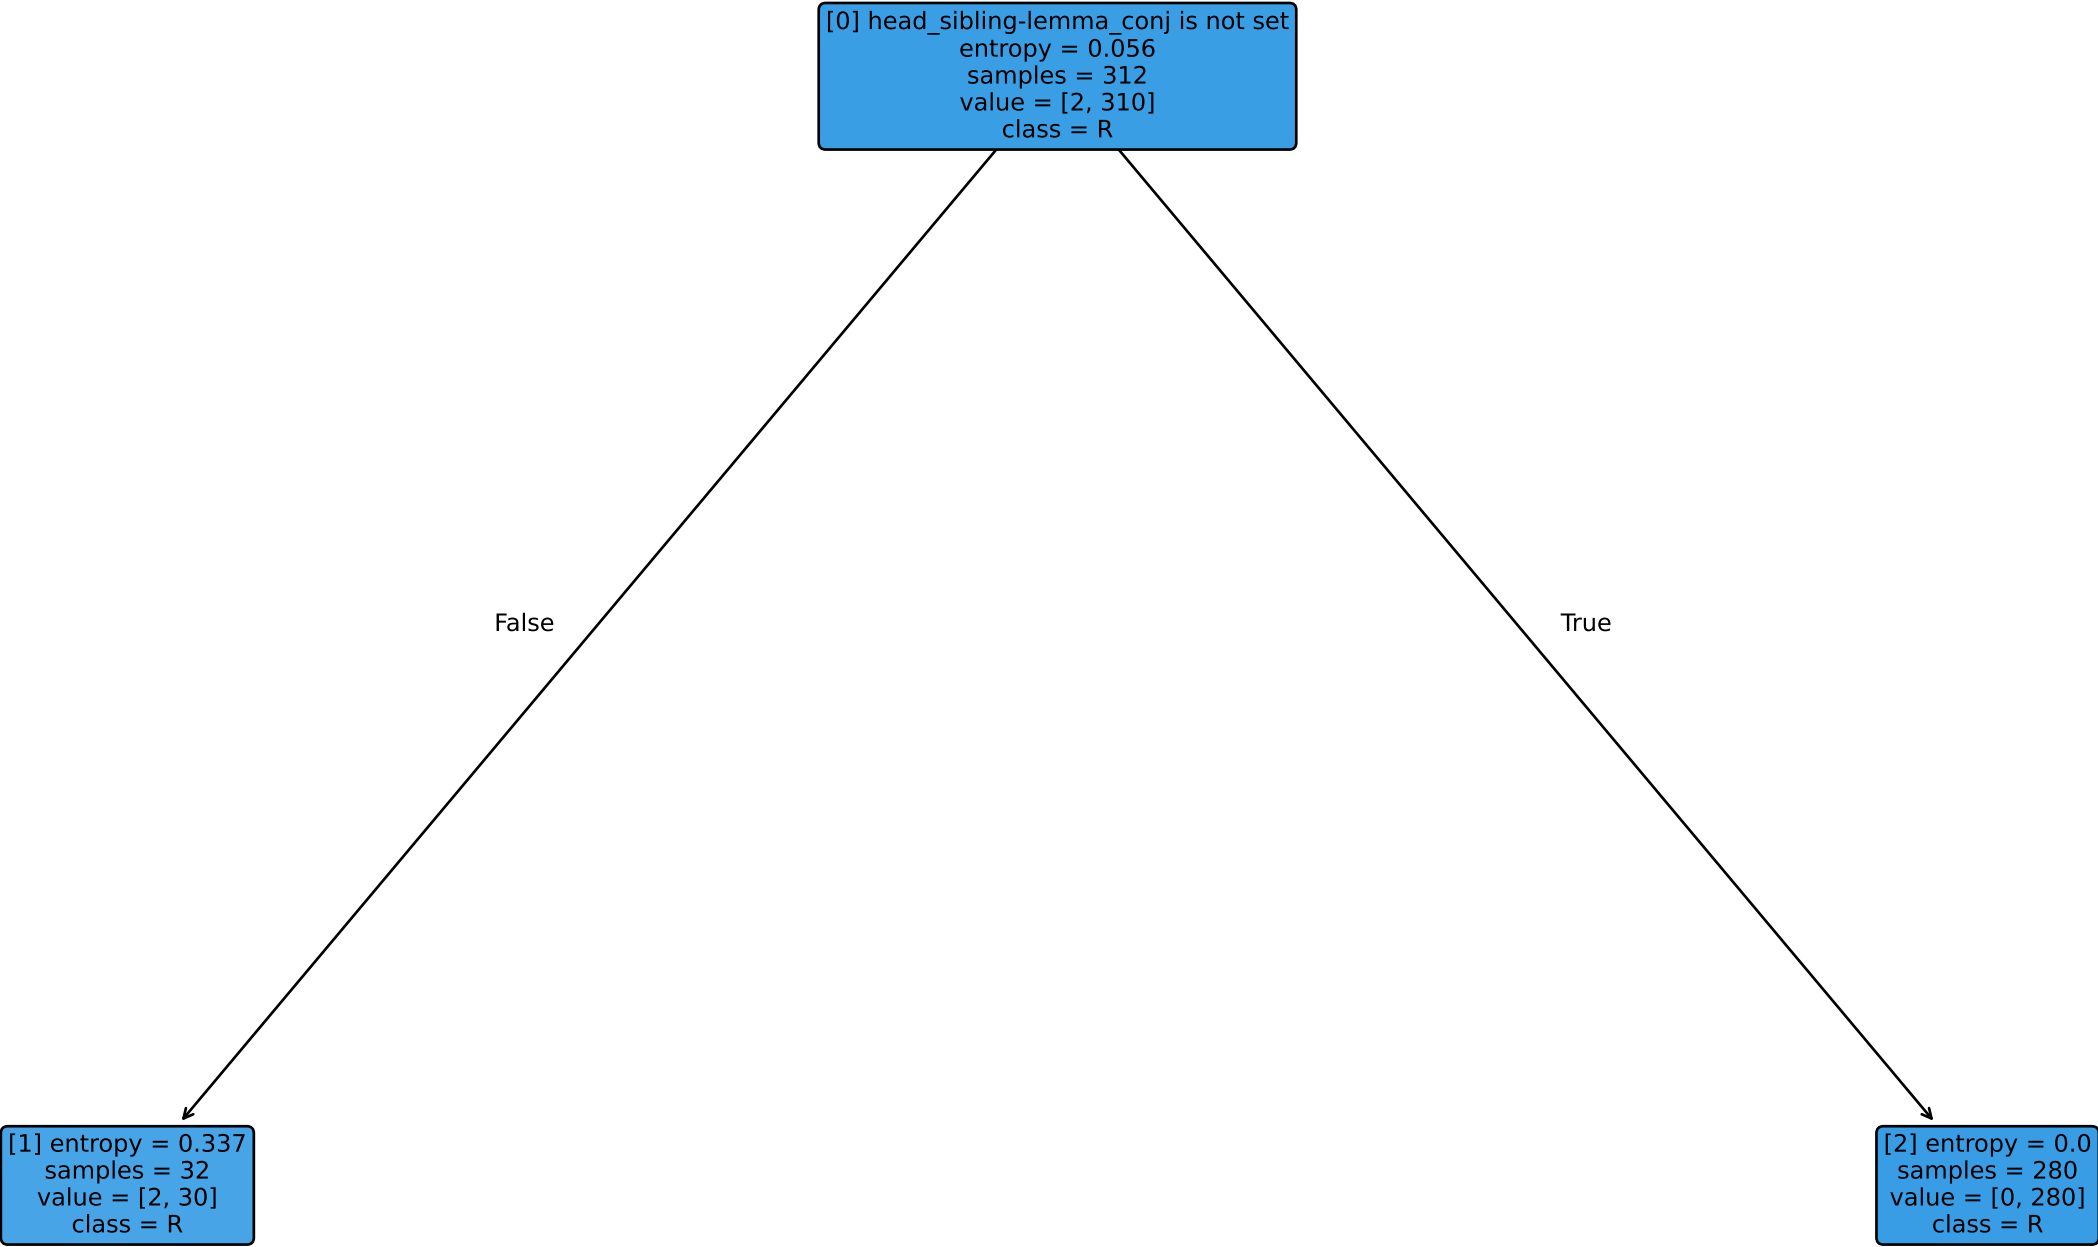 [0] head_sibling-lemma_conj is not set
entropy = 0.056
samples = 312
value = [2, 310]
class = R
False
True
[1] entropy = 0.337
samples = 32
value = [2, 30]
class = R
[2] entropy = 0.0
samples = 280
value = [0, 280]
class = R